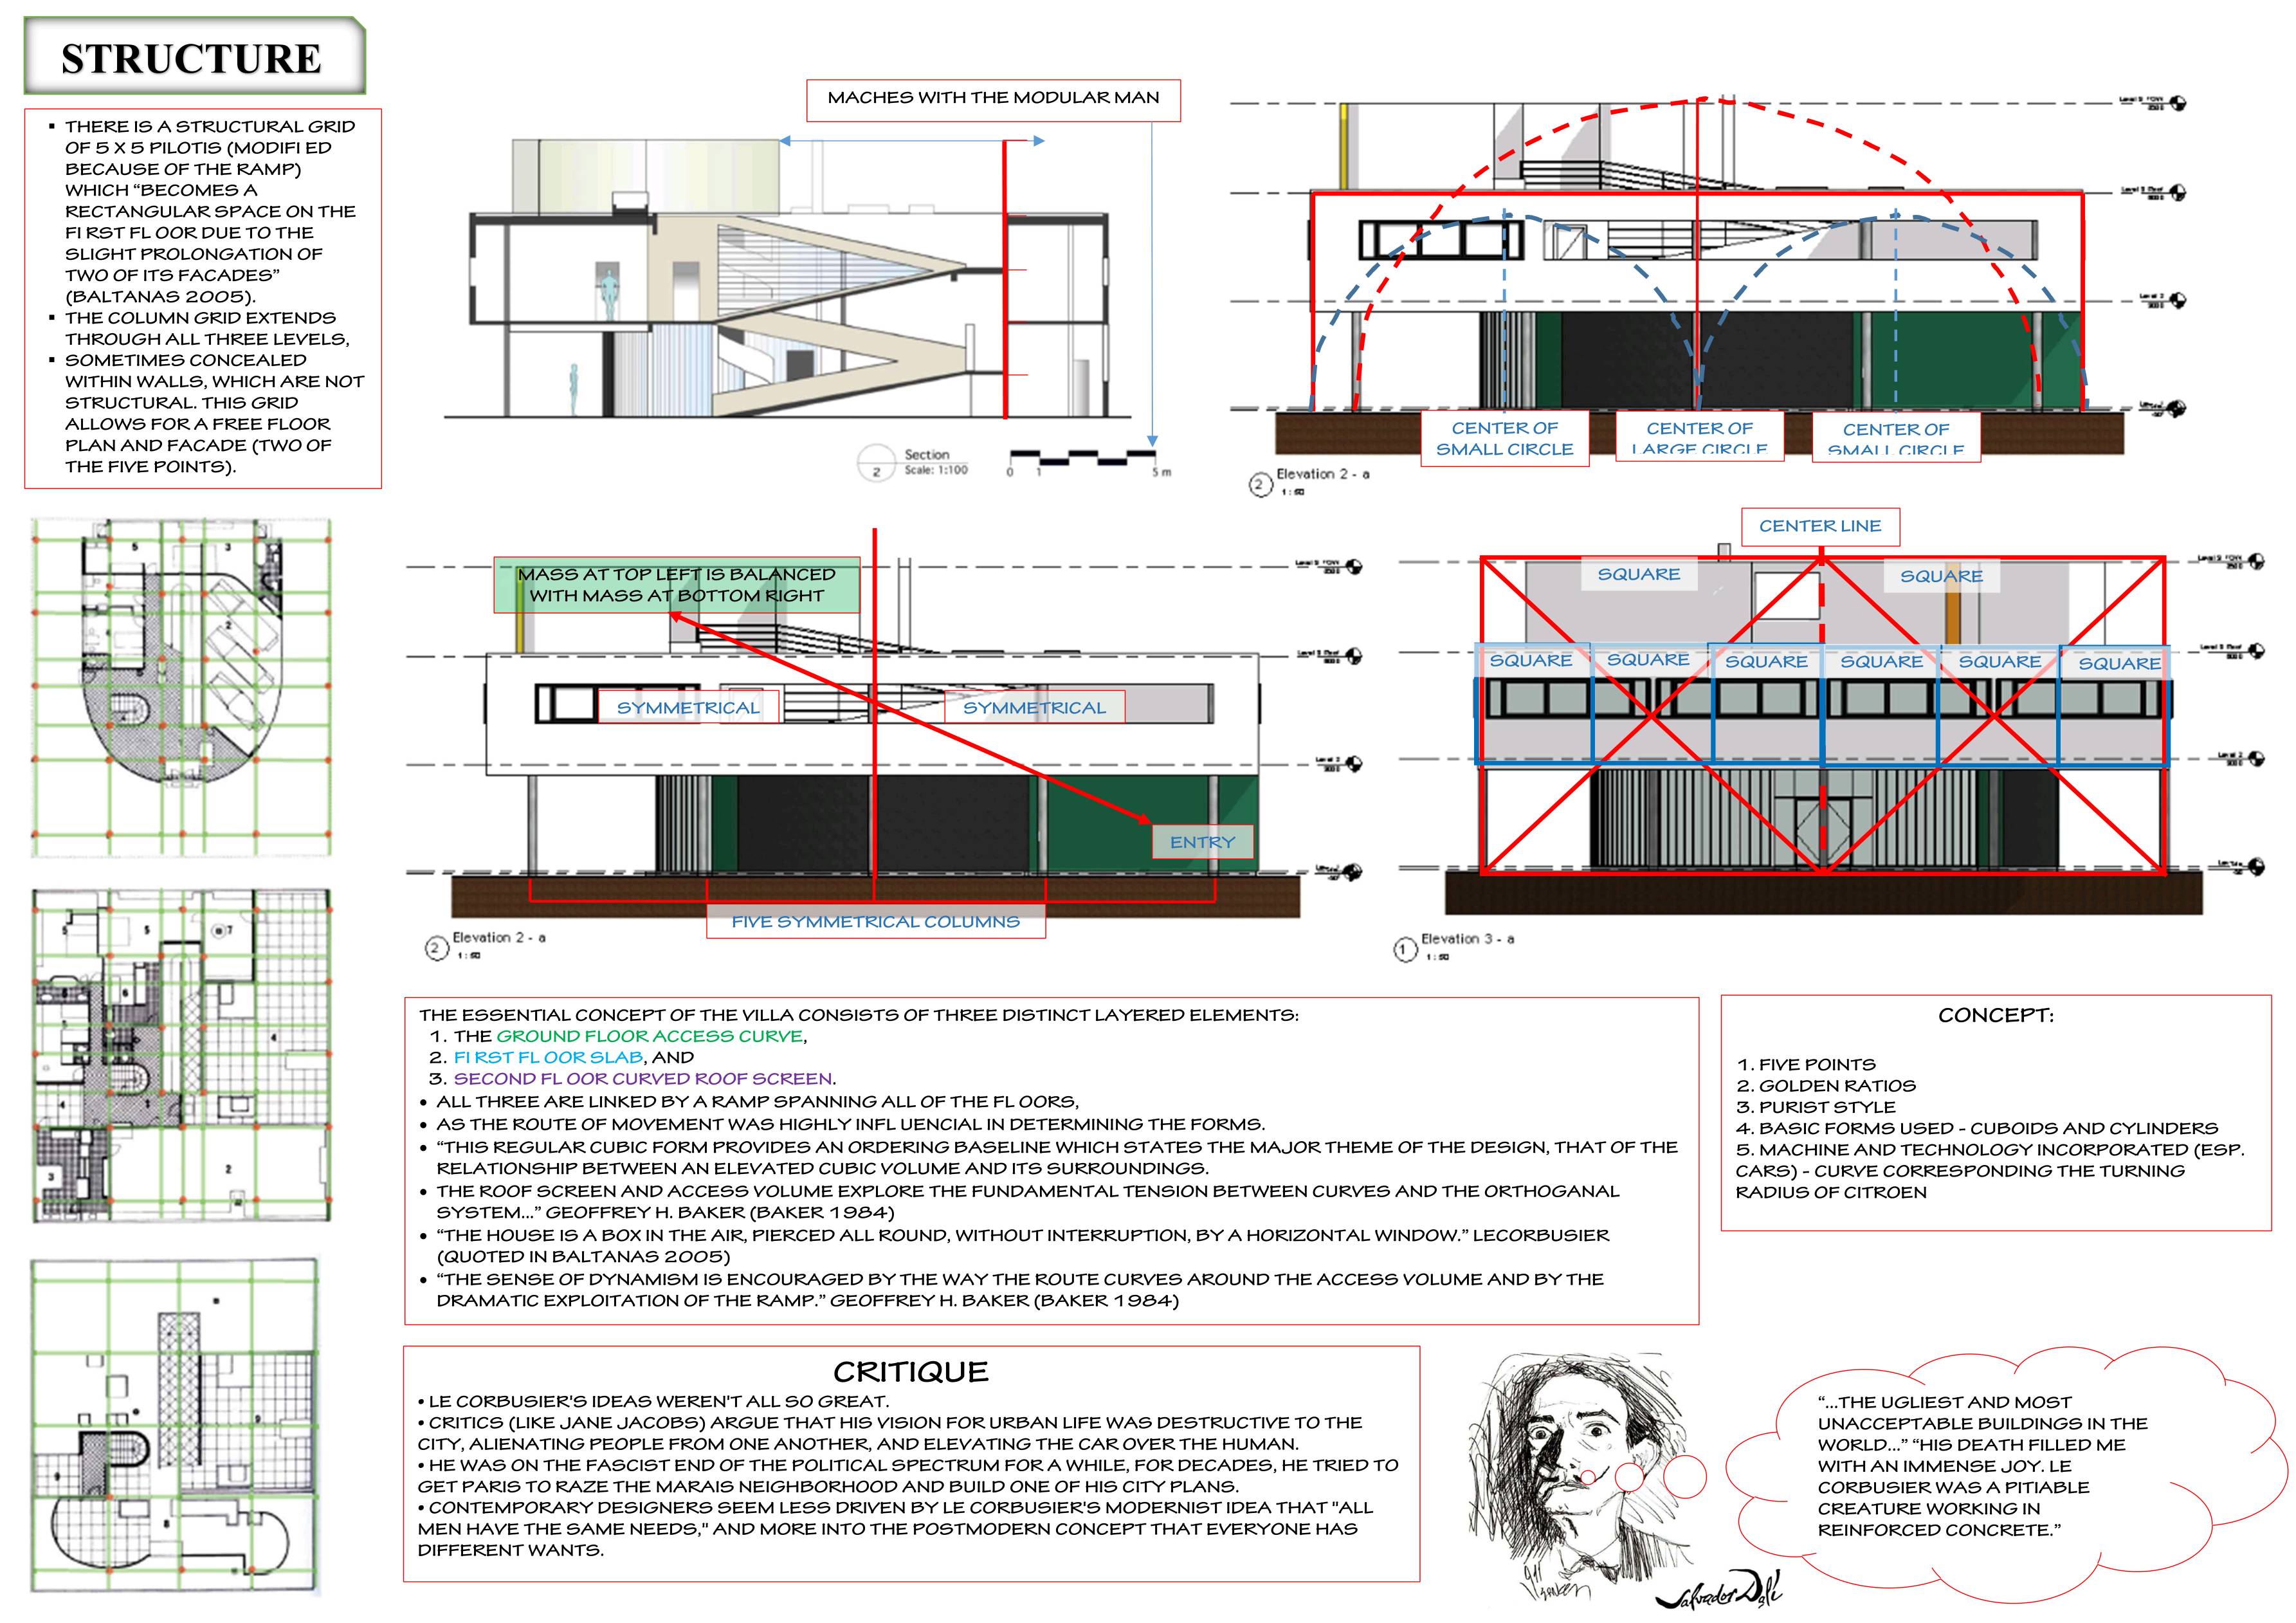 STRUCTURE
▪ THERE IS A STRUCTURAL GRID
OF 5 X 5 PILOTIS (MODIFI ED
BECAUSE OF THE RAMP)
WHICH “BECOMES A
RECTANGULAR SPACE ON THE
FI RST FL OOR DUE TO THE
SLIGHT PROLONGATION OF
TWO OF ITS FACADES”
(BALTANAS 2005).
▪ THE COLUMN GRID EXTENDS
THROUGH ALL THREE LEVELS,
▪ SOMETIMES CONCEALED
WITHIN WALLS, WHICH ARE NOT
STRUCTURAL. THIS GRID
ALLOWS FOR A FREE FLOOR
PLAN AND FACADE (TWO OF
THE FIVE POINTS).
MACHES WITH THE MODULAR MAN
2
Section
Scale: 1:100
0 1 5 m
CENTER OF
SMALL CIRCLE
CENTER OF
LARGE CIRCLE
CENTER OF
SMALL CIRCLE
2 Elevation 2 - a
1 : 50
MASS AT TOP LEFT IS BALANCED
WITH MASS AT BOTTOM RIGHT
SYMMETRICAL
SYMMETRICAL
ENTRY
FIVE SYMMETRICAL COLUMNS
2 Elevation 2 - a
1 : 50
CENTER LINE
SQUARE
SQUARE
SQUARE SQUARE SQUARE SQUARE SQUARE SQUARE
Level 2
1 Elevation 3 - a
1 : 50
THE ESSENTIAL CONCEPT OF THE VILLA CONSISTS OF THREE DISTINCT LAYERED ELEMENTS:
1. THE GROUND FLOOR ACCESS CURVE,
2. FI RST FL OOR SLAB, AND
3. SECOND FL OOR CURVED ROOF SCREEN.
• ALL THREE ARE LINKED BY A RAMP SPANNING ALL OF THE FL OORS,
• AS THE ROUTE OF MOVEMENT WAS HIGHLY INFL UENCIAL IN DETERMINING THE FORMS.
• “THIS REGULAR CUBIC FORM PROVIDES AN ORDERING BASELINE WHICH STATES THE MAJOR THEME OF THE DESIGN, THAT OF THE
RELATIONSHIP BETWEEN AN ELEVATED CUBIC VOLUME AND ITS SURROUNDINGS.
• THE ROOF SCREEN AND ACCESS VOLUME EXPLORE THE FUNDAMENTAL TENSION BETWEEN CURVES AND THE ORTHOGANAL
SYSTEM...” GEOFFREY H. BAKER (BAKER 1984)
• “THE HOUSE IS A BOX IN THE AIR, PIERCED ALL ROUND, WITHOUT INTERRUPTION, BY A HORIZONTAL WINDOW.” LECORBUSIER
(QUOTED IN BALTANAS 2005)
• “THE SENSE OF DYNAMISM IS ENCOURAGED BY THE WAY THE ROUTE CURVES AROUND THE ACCESS VOLUME AND BY THE
DRAMATIC EXPLOITATION OF THE RAMP.” GEOFFREY H. BAKER (BAKER 1984)
CONCEPT:
1. FIVE POINTS
2. GOLDEN RATIOS
3. PURIST STYLE
4. BASIC FORMS USED - CUBOIDS AND CYLINDERS
5. MACHINE AND TECHNOLOGY INCORPORATED (ESP.
CARS) - CURVE CORRESPONDING THE TURNING
RADIUS OF CITROEN
CRITIQUE
• LE CORBUSIER'S IDEAS WEREN'T ALL SO GREAT.
• CRITICS (LIKE JANE JACOBS) ARGUE THAT HIS VISION FOR URBAN LIFE WAS DESTRUCTIVE TO THE
CITY, ALIENATING PEOPLE FROM ONE ANOTHER, AND ELEVATING THE CAR OVER THE HUMAN.
• HE WAS ON THE FASCIST END OF THE POLITICAL SPECTRUM FOR A WHILE, FOR DECADES, HE TRIED TO
GET PARIS TO RAZE THE MARAIS NEIGHBORHOOD AND BUILD ONE OF HIS CITY PLANS.
• CONTEMPORARY DESIGNERS SEEM LESS DRIVEN BY LE CORBUSIER'S MODERNIST IDEA THAT "ALL
MEN HAVE THE SAME NEEDS," AND MORE INTO THE POSTMODERN CONCEPT THAT EVERYONE HAS
DIFFERENT WANTS.
“...THE UGLIEST AND MOST
UNACCEPTABLE BUILDINGS IN THE
WORLD...” “HIS DEATH FILLED ME
WITH AN IMMENSE JOY. LE
CORBUSIER WAS A PITIABLE
CREATURE WORKING IN
REINFORCED CONCRETE.”
Salvador Dalí